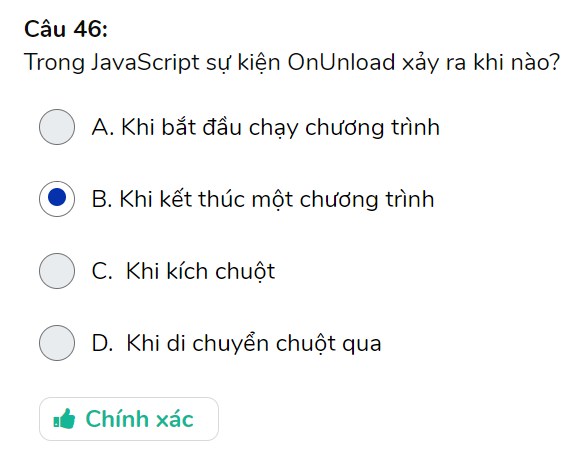 Câu 46:
Trong JavaScript sự kiện OnUnload xảy ra khi nào?
A. Khi bắt đầu chạy chương trình
B. Khi kết thúc một chương trình
C. Khi kích chuột
D. Khi di chuyển chuột qua
Chính xác